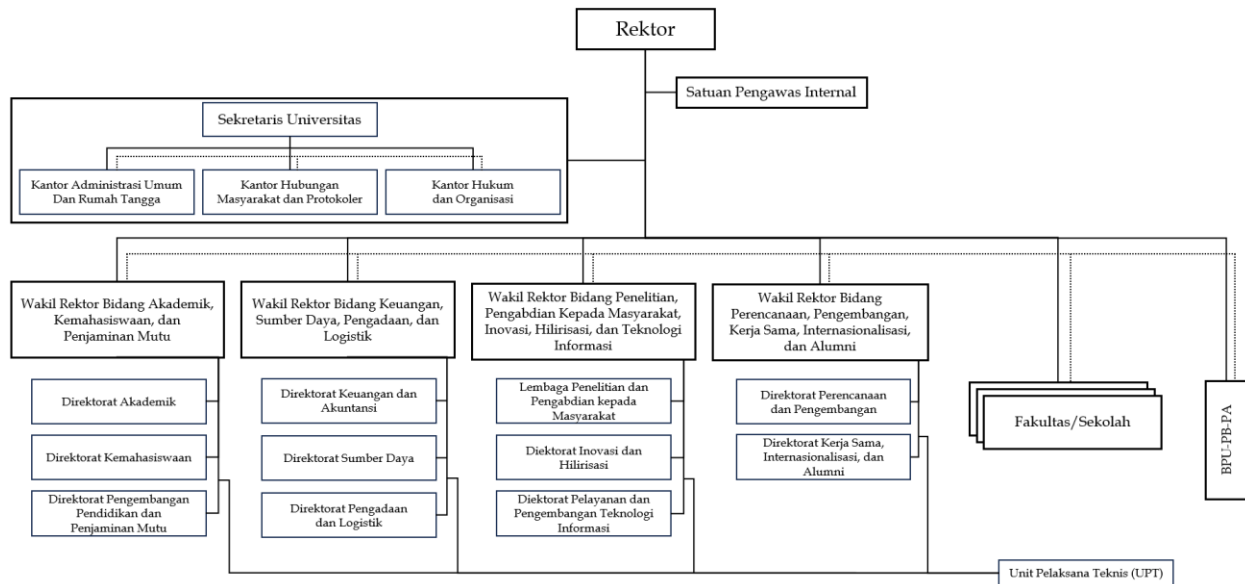 Rektor
Satuan Pengawas Internal
Sekretaris Universitas
Kantor Administrasi Umum
Dan Rumah Tangga
Kantor Hubungan
Masyarakat dan Protokoler
Kantor Hukum
dan Organisasi
Wakil Rektor Bidang Akademik,
Kemahasiswaan, dan
Penjaminan Mutu
Wakil Rektor Bidang Keuangan,
Sumber Daya, Pengadaan, dan
Logistik
Wakil Rektor Bidang Penelitian,
Pengabdian Kepada Masyarakat,
Inovasi, Hilirisasi, dan Teknologi
Informasi
Wakil Rektor Bidang
Perencanaan, Pengembangan,
Kerja Sama, Internasionalisasi,
dan Alumni
Direktorat Akademik
Direktorat Kemahasiswaan
Direktorat Pengembangan
Pendidikan dan
Penjaminan Mutu
Direktorat Keuangan dan
Akuntansi
Direktorat Sumber Daya
Direktorat Pengadaan
dan Logistik
Lembaga Penelitian dan
Pengabdian kepada
Masyarakat
Diektorat Inovasi dan
Hilirisasi
Diektorat Pelayanan dan
Pengembangan Teknologi
Informasi
Direktorat Perencanaan
dan Pengembangan
Direktorat Kerja Sama,
Internasionalisasi, dan
Alumni
Fakultas/Sekolah
BPU-PB-PA
Unit Pelaksana Teknis (UPT)